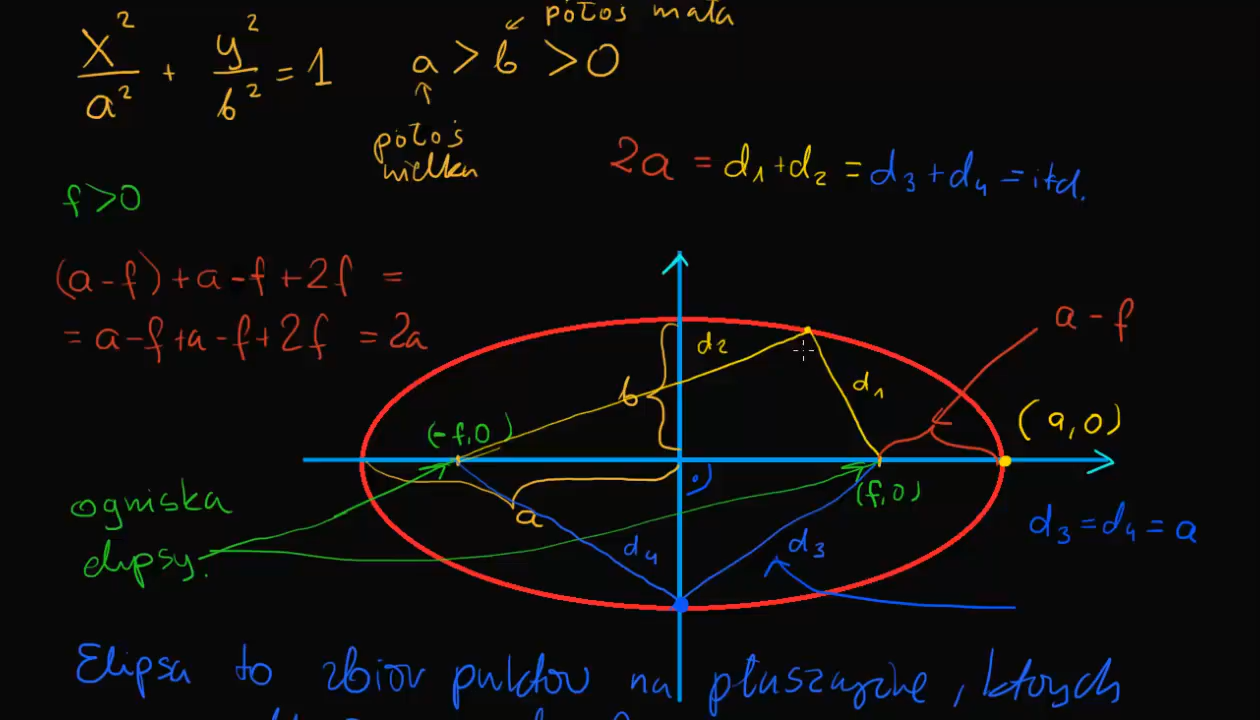 półoś mała
x²/a² + y²/b² = 1
a > b > 0
półoś
wielka
2a = d₁ + d₂ = d₃ + d₄ = itd.
f > 0
(a - f) + a - f + 2f =
= a - f + a - f + 2f = 2a
a - f
d₂
d₁
b
(a, 0)
(-f, 0)
(f, 0)
a
ogniska
elipsy.
d₃ = d₄ = a
d₄
d₃
Elipsa to zbiór punktów na płaszczyźnie, których